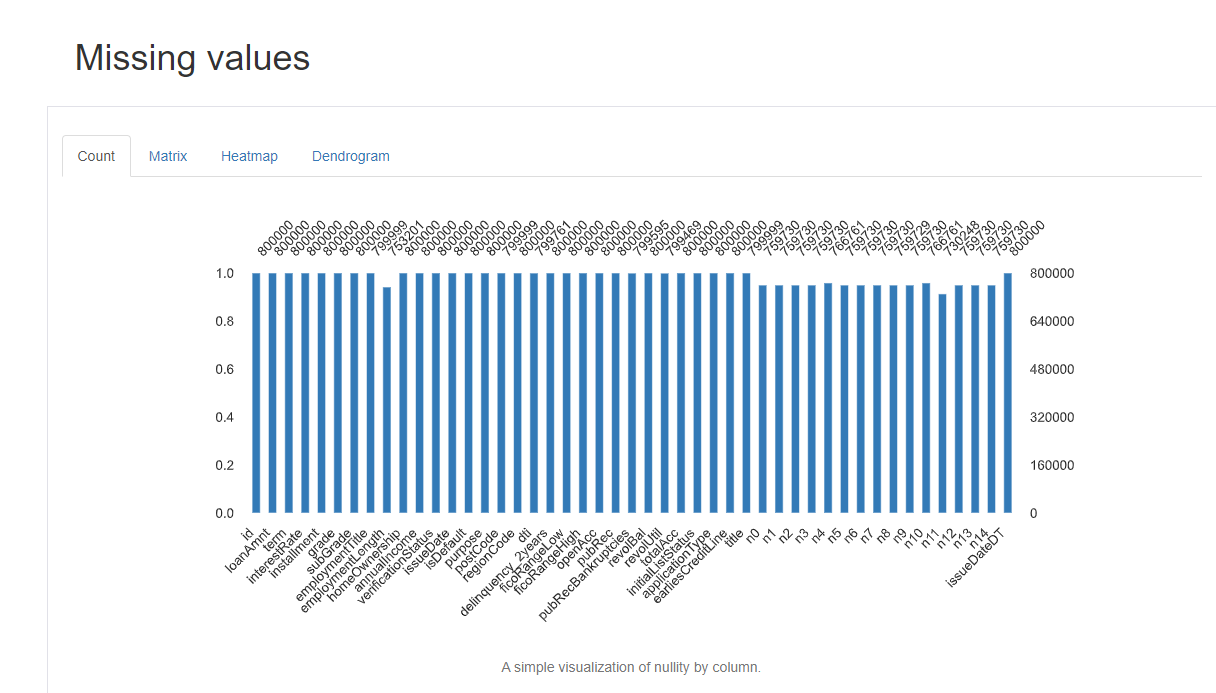 Missing values
Count Matrix Heatmap Dendrogram
800000 800000 800000 800000 800000 800000 800000 799999 753201 800000 800000 800000 800000 800000 800000 799999 800000 799761 800000 800000 800000 800000 800000 799595 800000 799469 800000 800000 800000 800000 799999 759730 759730 759730 759730 766761 759730 759730 759730 759729 759730 766761 730248 759730 759730 759730 800000
1.0 800000
0.8 640000
0.6 480000
0.4 320000
0.2 160000
0.0 0
id loanAmnt term interestRate installment grade subGrade employmentTitle employmentLength homeOwnership annualIncome verificationStatus issueDate isDefault purpose postCode regionCode dti delinquency_2years ficoRangeLow ficoRangeHigh openAcc pubRec pubRecBankruptcies revolBal revolUtil totalAcc initialListStatus applicationType earliesCreditLine title n0 n1 n2 n3 n4 n5 n6 n7 n8 n9 n10 n11 n12 n13 n14 issueDateDT
A simple visualization of nullity by column.